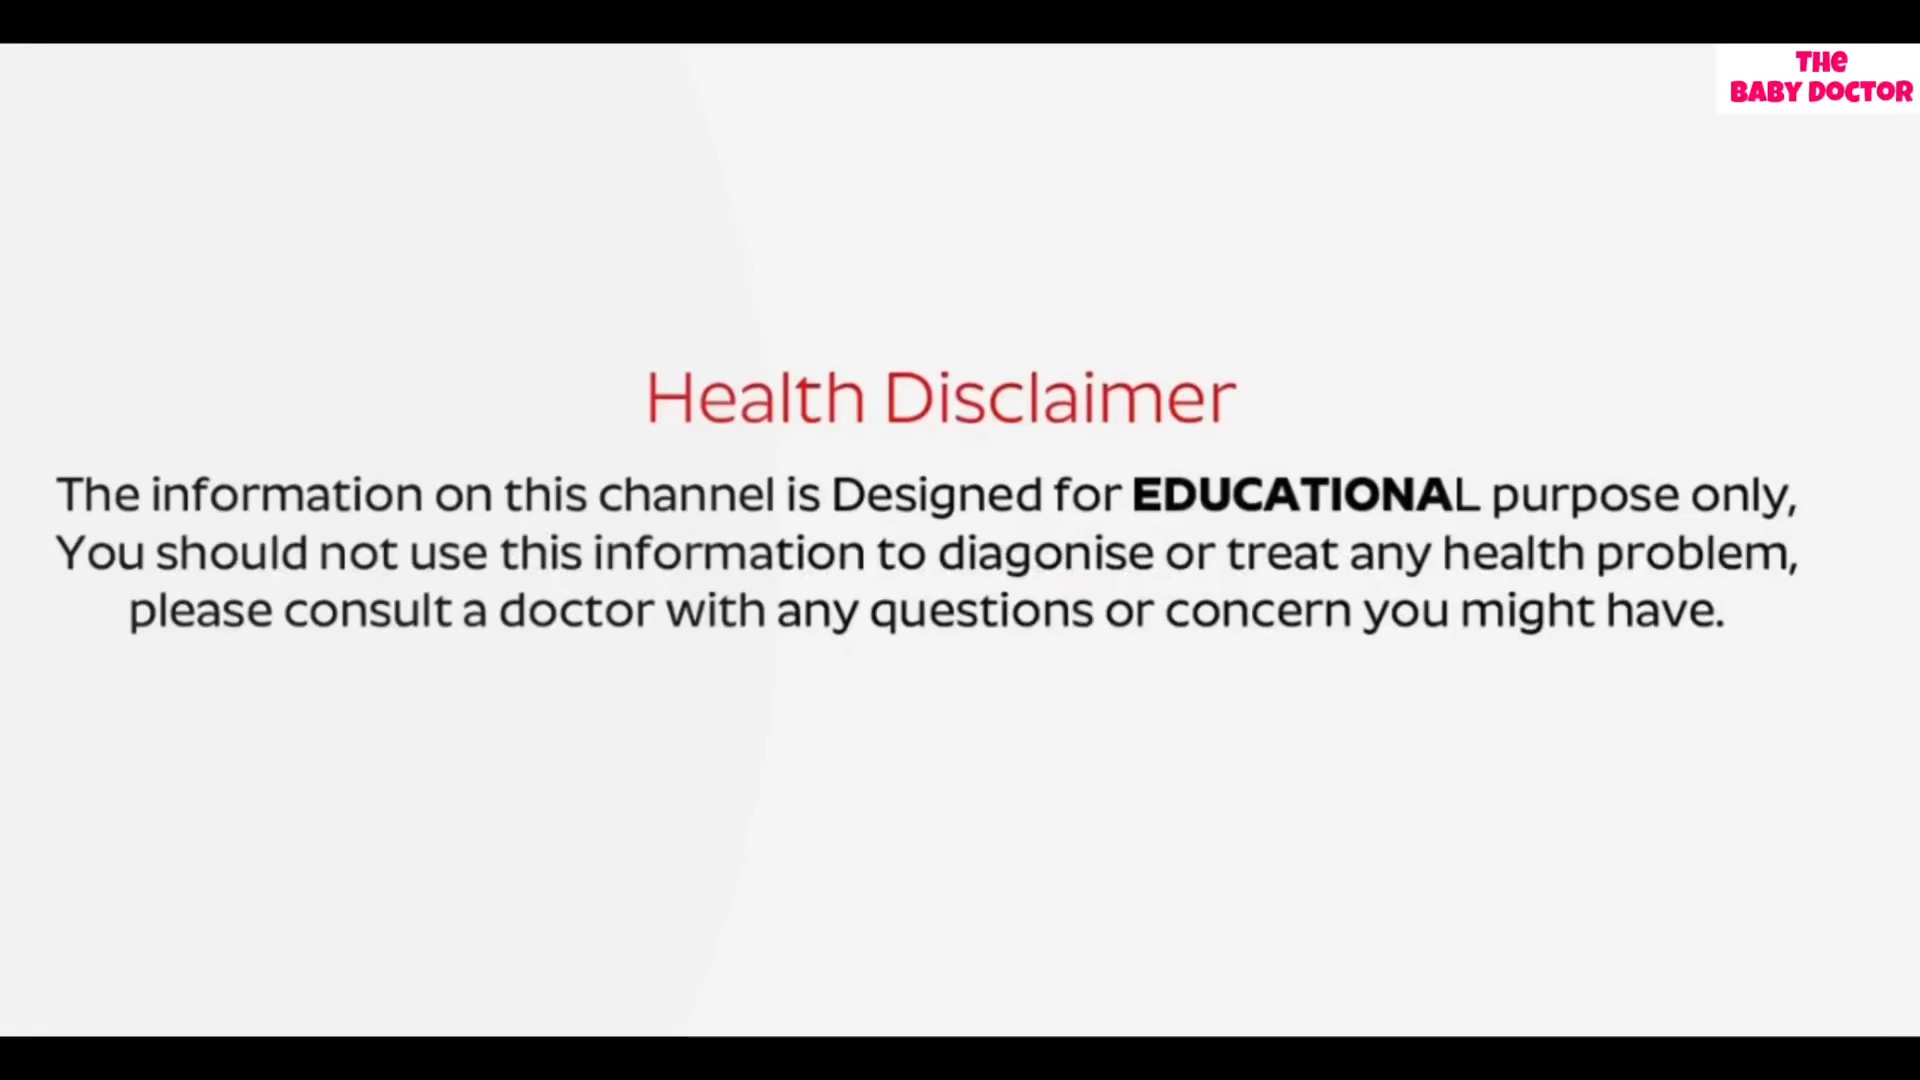 THe
BABY DOCTOR
Health Disclaimer
The information on this channel is Designed for EDUCATIONAL purpose only,
You should not use this information to diagonise or treat any health problem,
please consult a doctor with any questions or concern you might have.